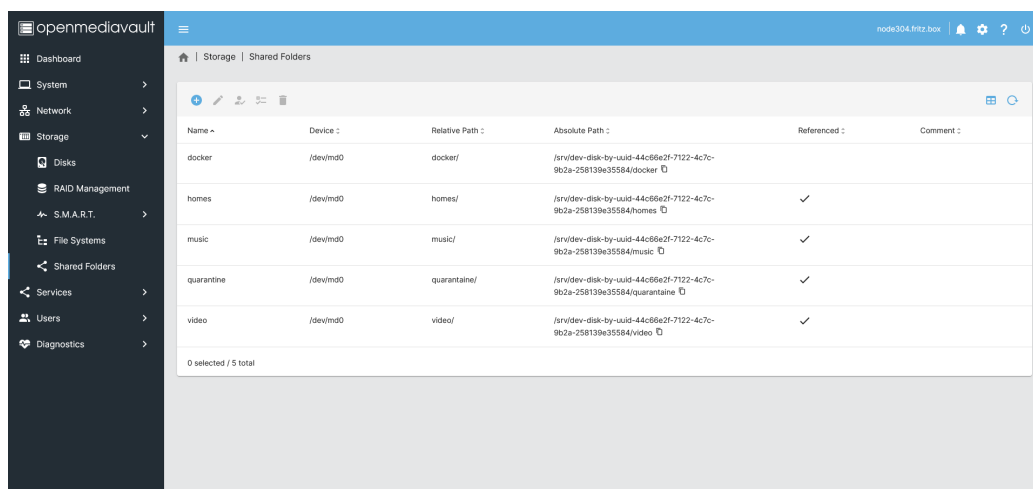 openmediavault
node304.fritz.box
Dashboard
System
Network
Storage
Disks
RAID Management
S.M.A.R.T.
File Systems
Shared Folders
Services
Users
Diagnostics
| Storage | Shared Folders
Name Device Relative Path Absolute Path Referenced Comment
docker /dev/md0 docker/ /srv/dev-disk-by-uuid-44c66e2f-7122-4c7c-
9b2a-258139e35584/docker
homes /dev/md0 homes/ /srv/dev-disk-by-uuid-44c66e2f-7122-4c7c-
9b2a-258139e35584/homes
music /dev/md0 music/ /srv/dev-disk-by-uuid-44c66e2f-7122-4c7c-
9b2a-258139e35584/music
quarantine /dev/md0 quarantaine/ /srv/dev-disk-by-uuid-44c66e2f-7122-4c7c-
9b2a-258139e35584/quarantaine
video /dev/md0 video/ /srv/dev-disk-by-uuid-44c66e2f-7122-4c7c-
9b2a-258139e35584/video
0 selected / 5 total